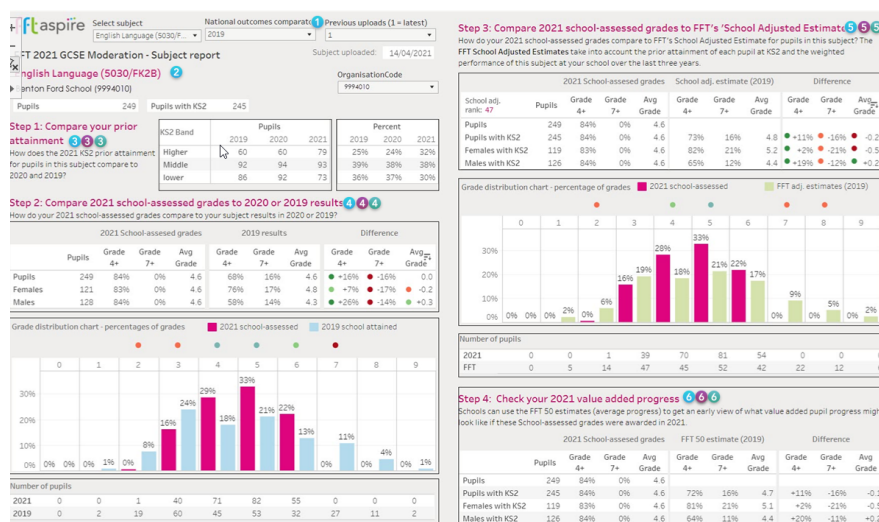 fft aspire
Select subject
English Language (5030/F...
National outcomes comparato
1
2019
Previous uploads (1 = latest)
1
FT 2021 GCSE Moderation - Subject report
Subject uploaded: 14/04/2021
nglish Language (5030/FK2B) 2
enton Ford School (9994010)
OrganisationCode
9994010
Pupils 249 Pupils with KS2 245
Step 1: Compare your prior
attainment 3 3 3
How does the 2021 KS2 prior attainment
for pupils in this subject compare to
2020 and 2019?
KS2 Band Pupils Percent
2019 2020 2021 2019 2020 2021
Higher 60 60 79 25% 24% 32%
Middle 92 94 93 39% 38% 38%
lower 86 92 73 36% 37% 30%
Step 2: Compare 2021 school-assessed grades to 2020 or 2019 results 4 4 4
How do your 2021 school-assessed grades compare to your subject results in 2020 or 2019?
2021 School-assessed grades 2019 results Difference
Pupils Grade 4+ Grade 7+ Avg Grade Grade 4+ Grade 7+ Avg Grade Grade 4+ Grade 7+ Avg Grade
Pupils 249 84% 0% 4.6 68% 16% 4.6 +16% -16% 0.0
Females 121 83% 0% 4.6 76% 17% 4.8 +7% -17% -0.2
Males 128 84% 0% 4.6 58% 14% 4.3 +26% -14% +0.3
Grade distribution chart - percentages of grades 2021 school-assessed 2019 school attained
0 1 2 3 4 5 6 7 8 9
30%
20%
10%
0%
0% 0% 0% 1% 0% 8% 16% 24% 29% 18% 33% 21% 22% 13% 0% 11% 0% 4% 0% 1%
Number of pupils
2021 0 0 1 40 71 82 55 0 0 0
2019 0 2 19 60 45 53 32 27 11 2
Step 3: Compare 2021 school-assessed grades to FFT's 'School Adjusted Estimate 5 5 5
How do your 2021 school-assessed grades compare to FFT's School Adjusted Estimate for pupils in this subject? The
FFT School Adjusted Estimates take into account the prior attainment of each pupil at KS2 and the weighted
performance of this subject at your school over the last three years.
2021 School-assesed grades School adj. estimate (2019) Difference
School adj.
rank: 47
Pupils Grade 4+ Grade 7+ Avg Grade Grade 4+ Grade 7+ Avg Grade Grade 4+ Grade 7+ Avg Grade
Pupils 249 84% 0% 4.6
Pupils with KS2 245 84% 0% 4.6 73% 16% 4.8 +11% -16% -0.2
Females with KS2 119 83% 0% 4.6 82% 21% 5.2 +2% -21% -0.5
Males with KS2 126 84% 0% 4.6 65% 12% 4.4 +19% -12%
Grade distribution chart - percentage of grades 2021 school-assessed FFT adj. estimates (2019)
0 1 2 3 4 5 6 7 8 9
30%
20%
10%
0%
0% 0% 0% 2% 0% 6% 16% 19% 28% 18% 33% 21% 22% 17% 0% 9% 0% 5% 0% 2%
Number of pupils
2021 0 0 1 39 70 81 54 0 0
FFT 0 5 14 47 45 52 42 22 12
Step 4: Check your 2021 value added progress 6 6 6
Schools can use the FFT 50 estimates (average progress) to get an early view of what value added pupil progress migh
look like if these School-assessed grades were awarded in 2021.
2021 School-assessed grades FFT 50 estimate (2019) Difference
Pupils Grade 4+ Grade 7+ Avg Grade Grade 4+ Grade 7+ Avg Grade Grade 4+ Grade 7+ Avg Grade
Pupils 249 84% 0% 4.6
Pupils with KS2 245 84% 0% 4.6 72% 16% 4.7 +11% -16% -0.1
Females with KS2 119 83% 0% 4.6 81% 21% 5.1 +2% -21% -0.5
Males with KS2 126 84% 0% 4.6 64% 11% 4.4 +20% -11%